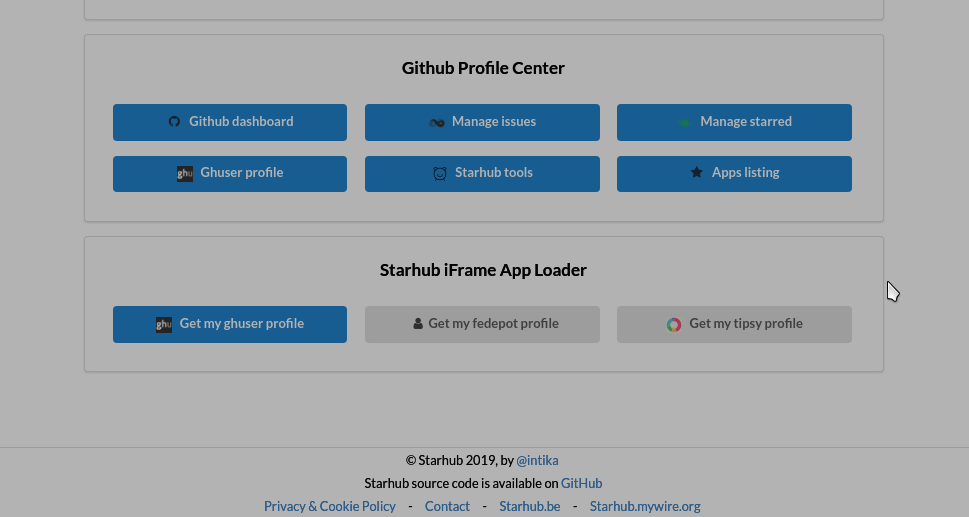 Github Profile Center
Github dashboard
Manage issues
Manage starred
ghu Ghuser profile
Starhub tools
Apps listing
Starhub iFrame App Loader
ghu Get my ghuser profile
Get my fedepot profile
Get my tipsy profile
© Starhub 2019, by @intika
Starhub source code is available on GitHub
Privacy & Cookie Policy - Contact - Starhub.be - Starhub.mywire.org